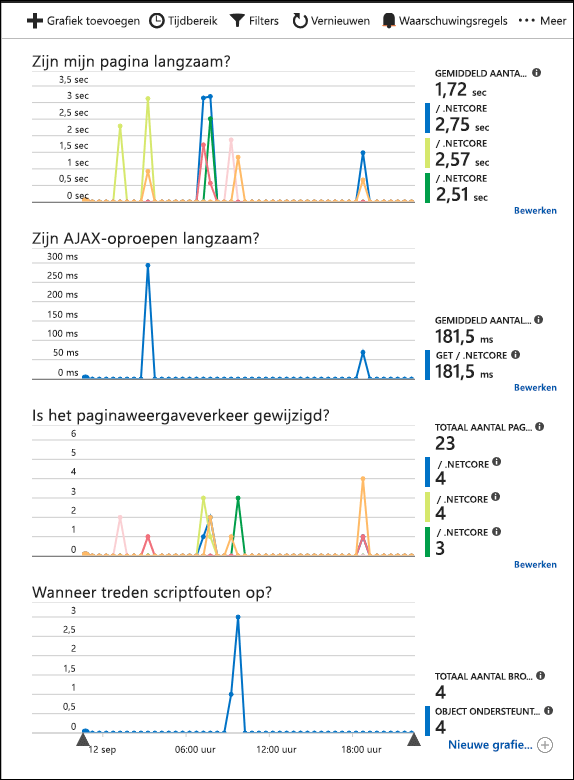 Grafiek toevoegen Tijdbereik Filters Vernieuwen Waarschuwingsregels Meer
Zijn mijn pagina langzaam?
3,5 sec
3 sec
2,5 sec
2 sec
1,5 sec
1 sec
0,5 sec
0 sec
GEMIDDELD AANTA...
1,72 sec
/ .NETCORE
2,75 sec
/ .NETCORE
2,57 sec
/ .NETCORE
2,51 sec
Bewerken
Zijn AJAX-oproepen langzaam?
300 ms
250 ms
200 ms
150 ms
100 ms
50 ms
0 ms
GEMIDDELD AANTAL...
181,5 ms
GET / .NETCORE
181,5 ms
Bewerken
Is het paginaweergaveverkeer gewijzigd?
6
5
4
3
2
1
0
TOTAAL AANTAL PAG...
23
/ .NETCORE
4
/ .NETCORE
4
/ .NETCORE
3
Bewerken
Wanneer treden scriptfouten op?
3
2,5
2
1,5
1
0,5
0
12 sep 06:00 uur 12:00 uur 18:00 uur
TOTAAL AANTAL BRO...
4
OBJECT ONDERSTEUNT...
4
Nieuwe grafie...